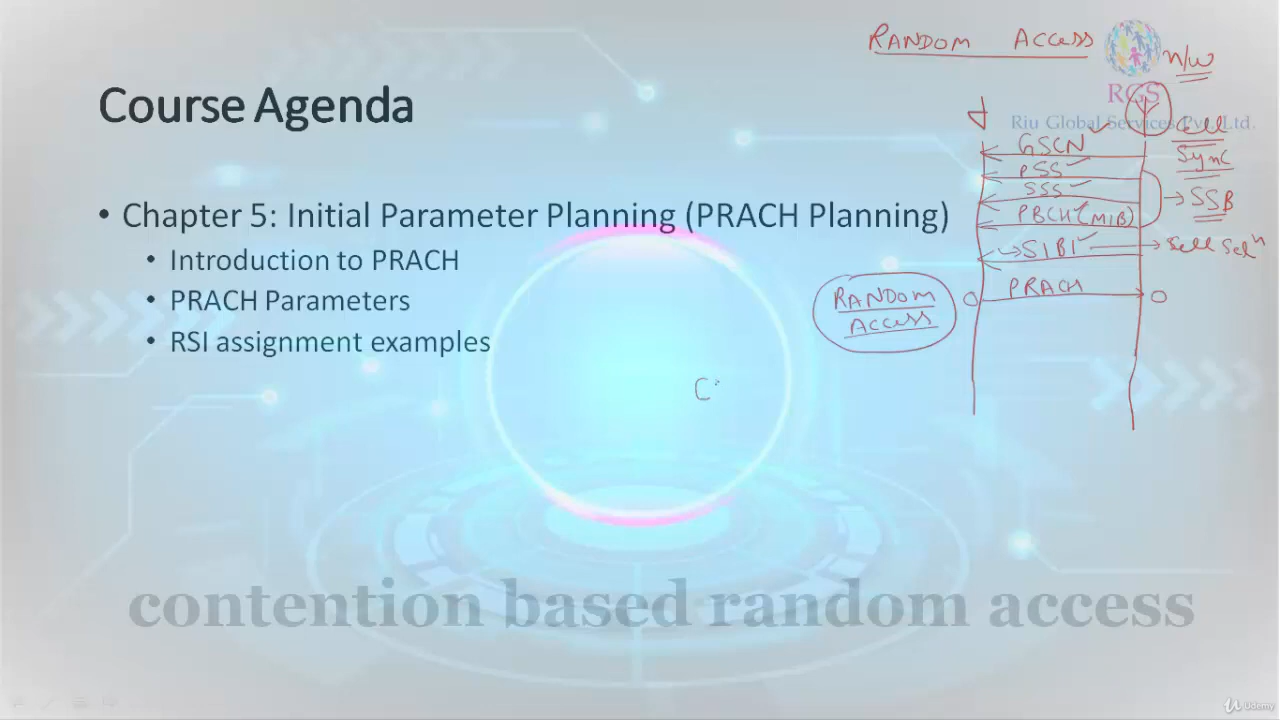 RANDOM ACCESS
n/w
Course Agenda
RGS
Riu Global Services Pvt. Ltd.
Cell
Sync
GSCN
PSS
SSS
PBCH (MIB)
SSB
• Chapter 5: Initial Parameter Planning (PRACH Planning)
• Introduction to PRACH
• PRACH Parameters
• RSI assignment examples
SIB1
PRACH
RANDOM
ACCESS
C
contention based random access
Udemy